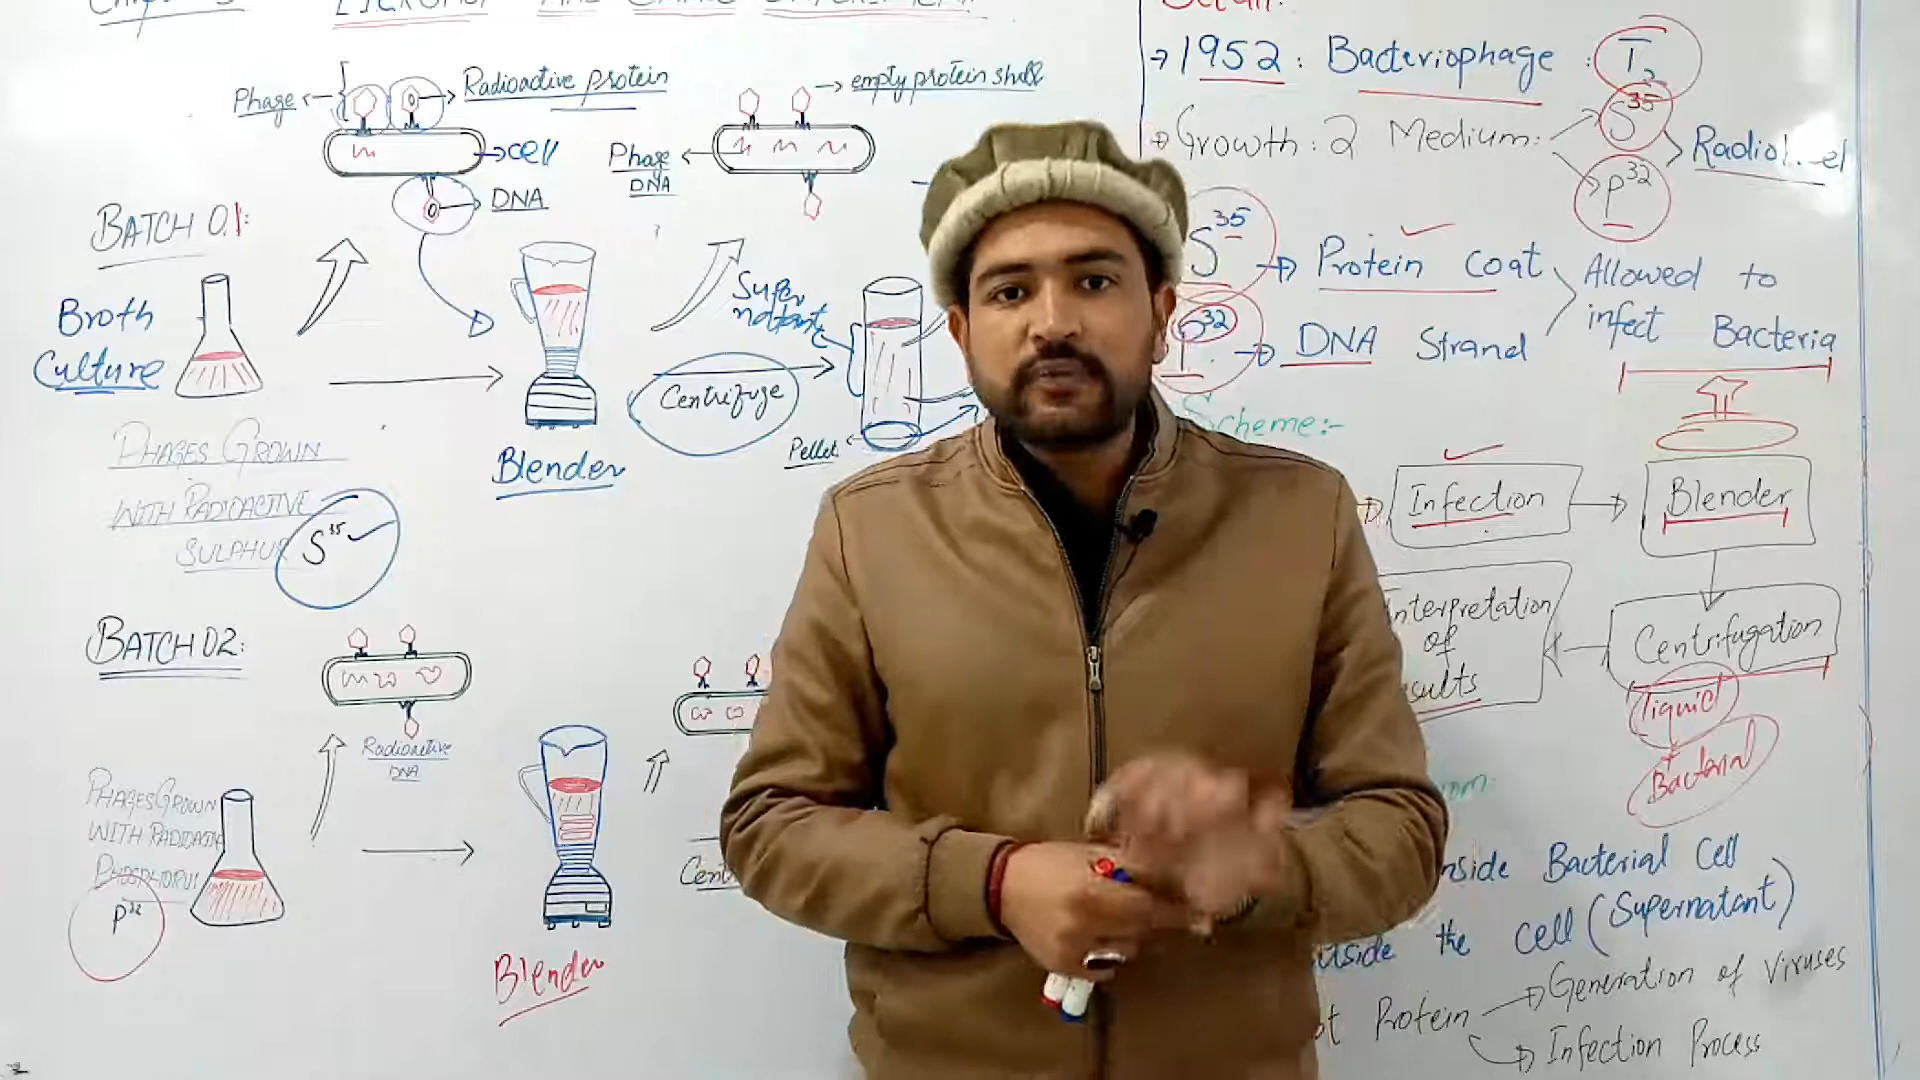 Radioactive protein
Phage
cell
DNA
empty protein shell
Phage
DNA
BATCH 01:
Broth
Culture
Super
natant
Centrifuge
Pellet
Blender
PHAGES GROWN
WITH RADIOACTIVE
SULPHUR
S35
BATCH 02:
Radioactive
DNA
PHAGES GROWN
WITH
P32
Blender
1952: Bacteriophage: T2
Growth: 2 Medium:
S35
P32
S35 Protein coat
P32 DNA Strand
Allowed to
infect Bacteria
Scheme:-
Infection
Blender
Centrifugation
liquid
Bacterial
of
nside Bacterial Cell
the cell (Supernatant)
Protein
Generation of Viruses
Infection Process